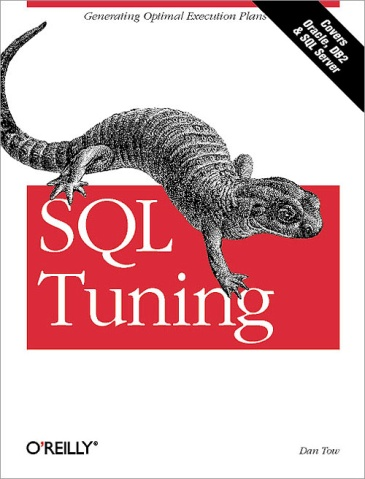 Generating Optimal Execution Plans
Covers
Oracle, DB2
& SQL Server
SQL
Tuning
O'REILLY®
Dan Tow